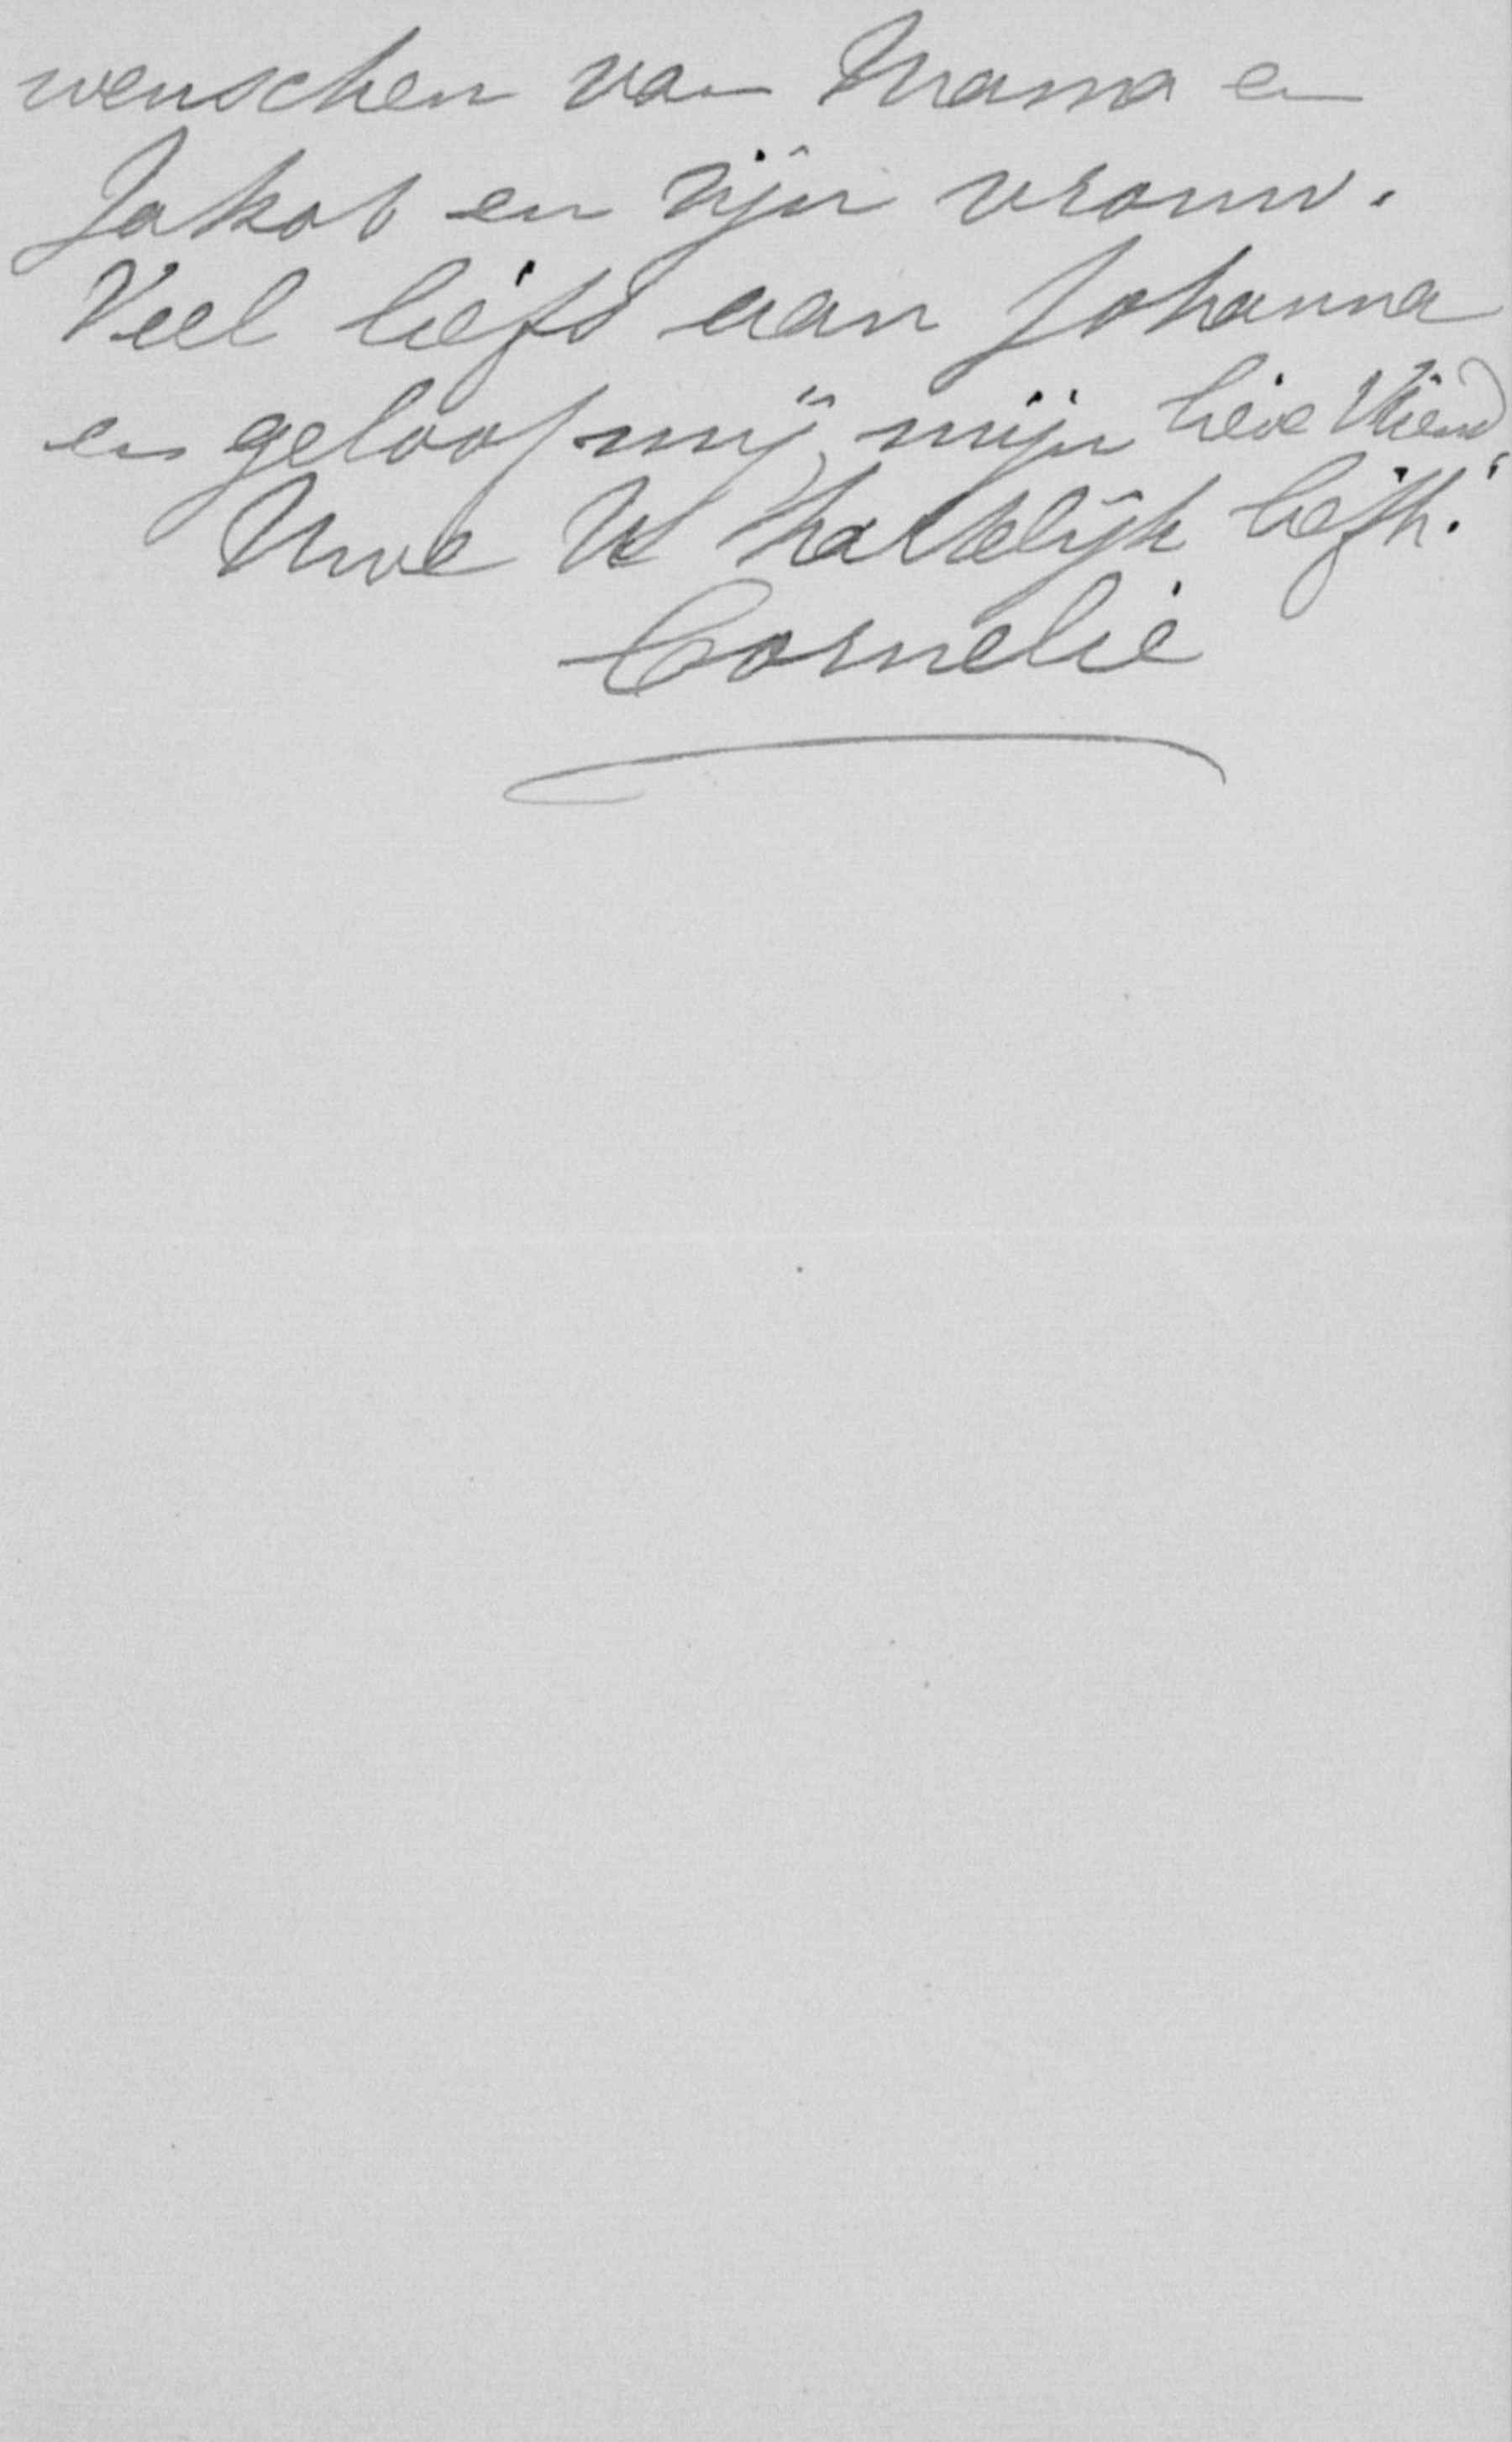 wenschen van Mama en
Jakob en zijn vrouw.
Veel liefs aan Johanna
en geloof mij, mijn lieve Vriend,
Uwe U hartelijk liefh.
Cornelie